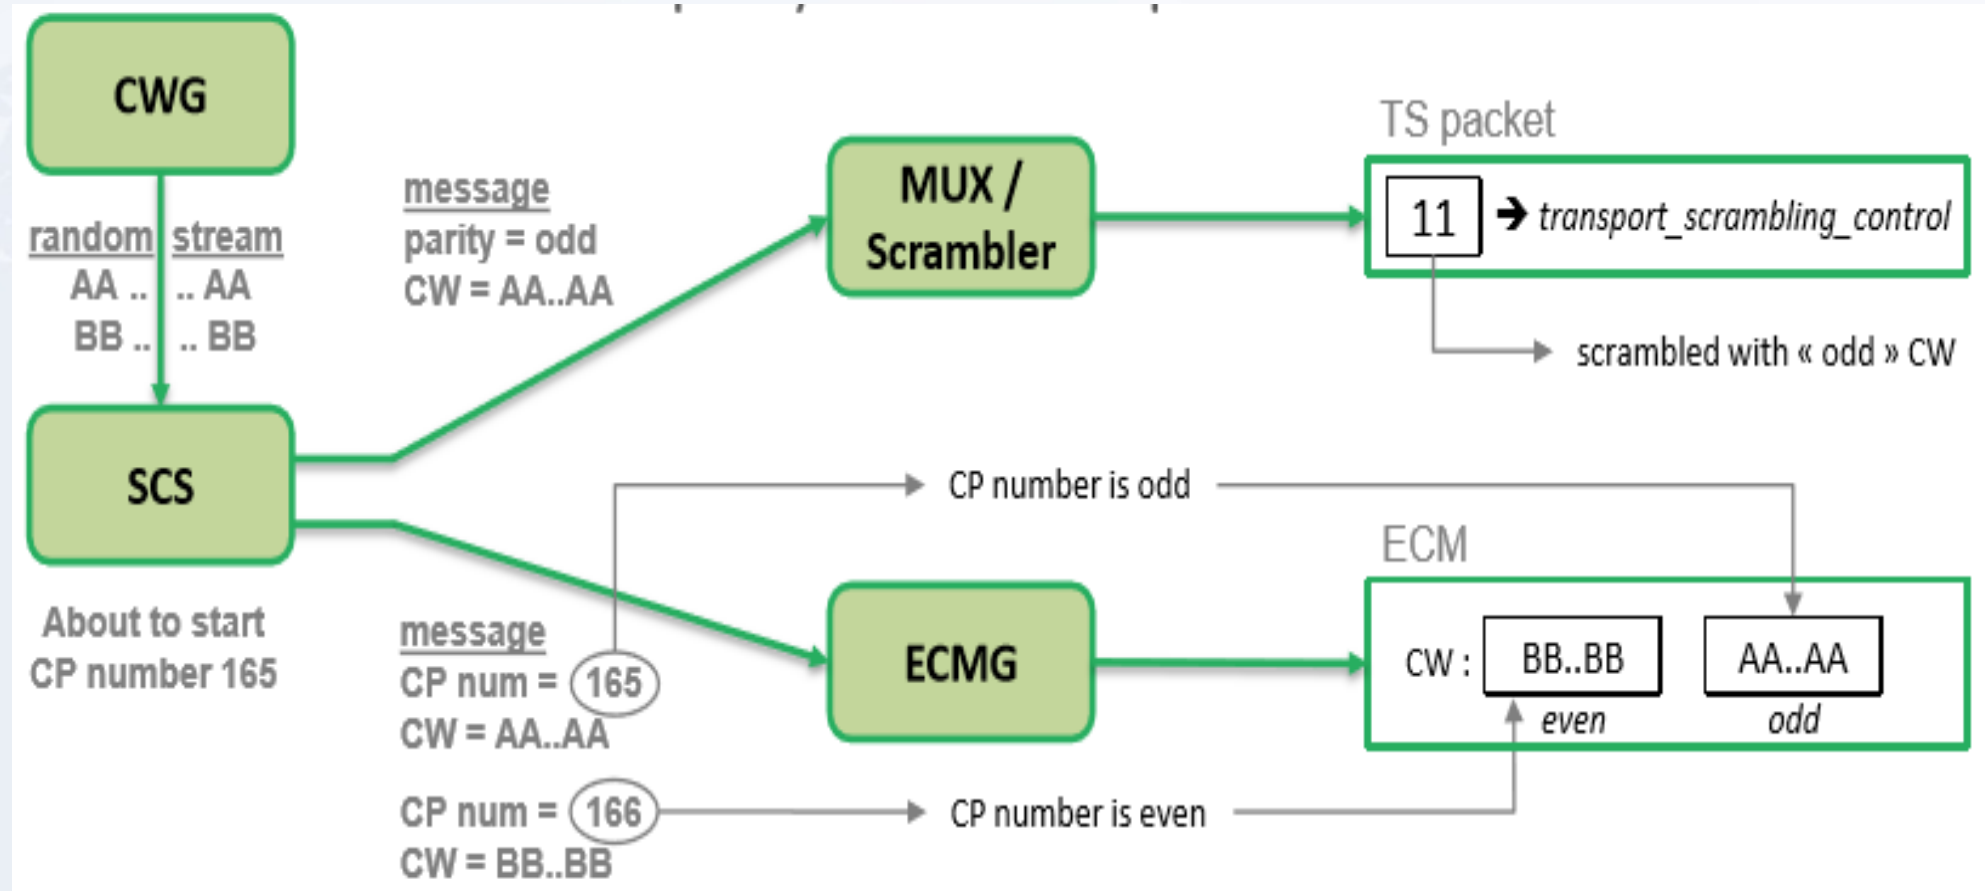 CWG
random stream
AA .. .. AA
BB .. .. BB
SCS
About to start
CP number 165
message
parity = odd
CW = AA..AA
MUX /
Scrambler
TS packet
11 ➔ transport_scrambling_control
scrambled with « odd » CW
CP number is odd
message
CP num = 165
CW = AA..AA
CP num = 166
CW = BB..BB
ECMG
CP number is even
ECM
CW : BB..BB AA..AA
even odd